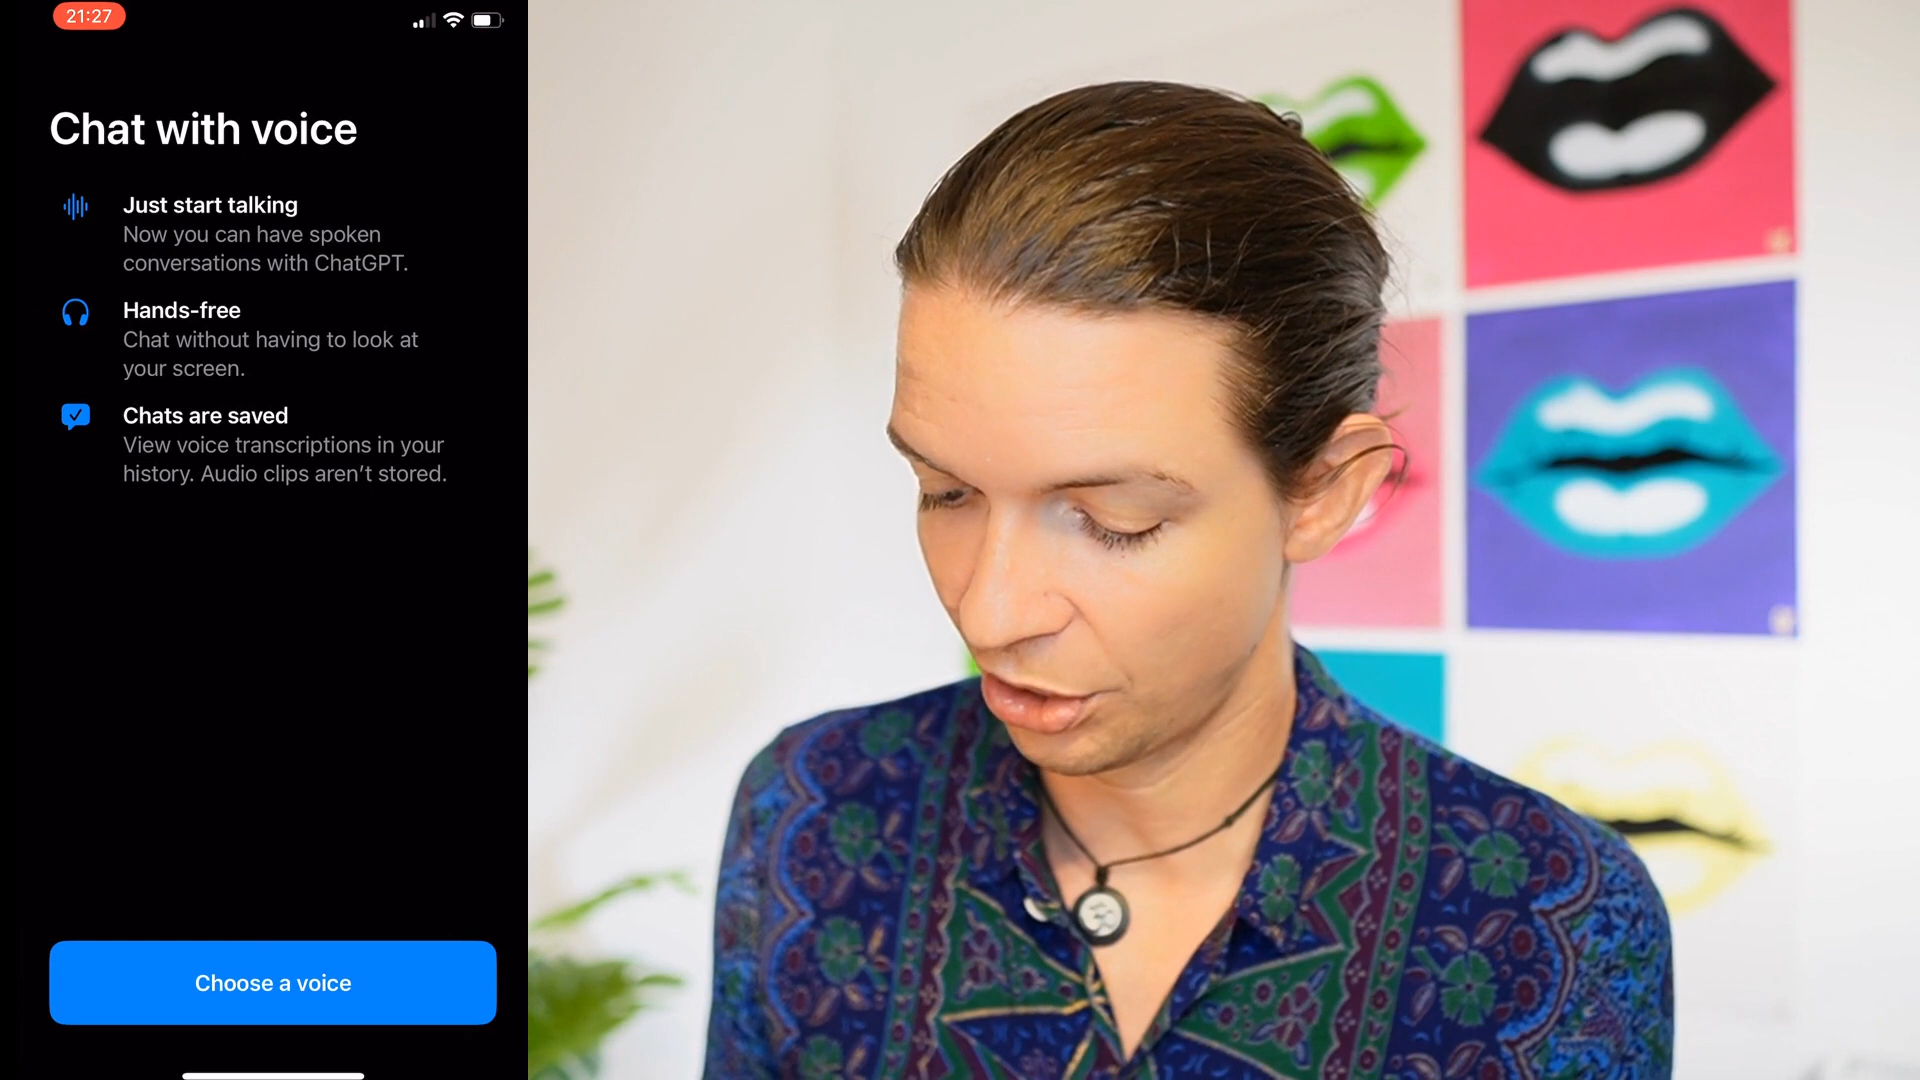 21:27
Chat with voice
Just start talking
Now you can have spoken
conversations with ChatGPT.
Hands-free
Chat without having to look at
your screen.
Chats are saved
View voice transcriptions in your
history. Audio clips aren’t stored.
Choose a voice